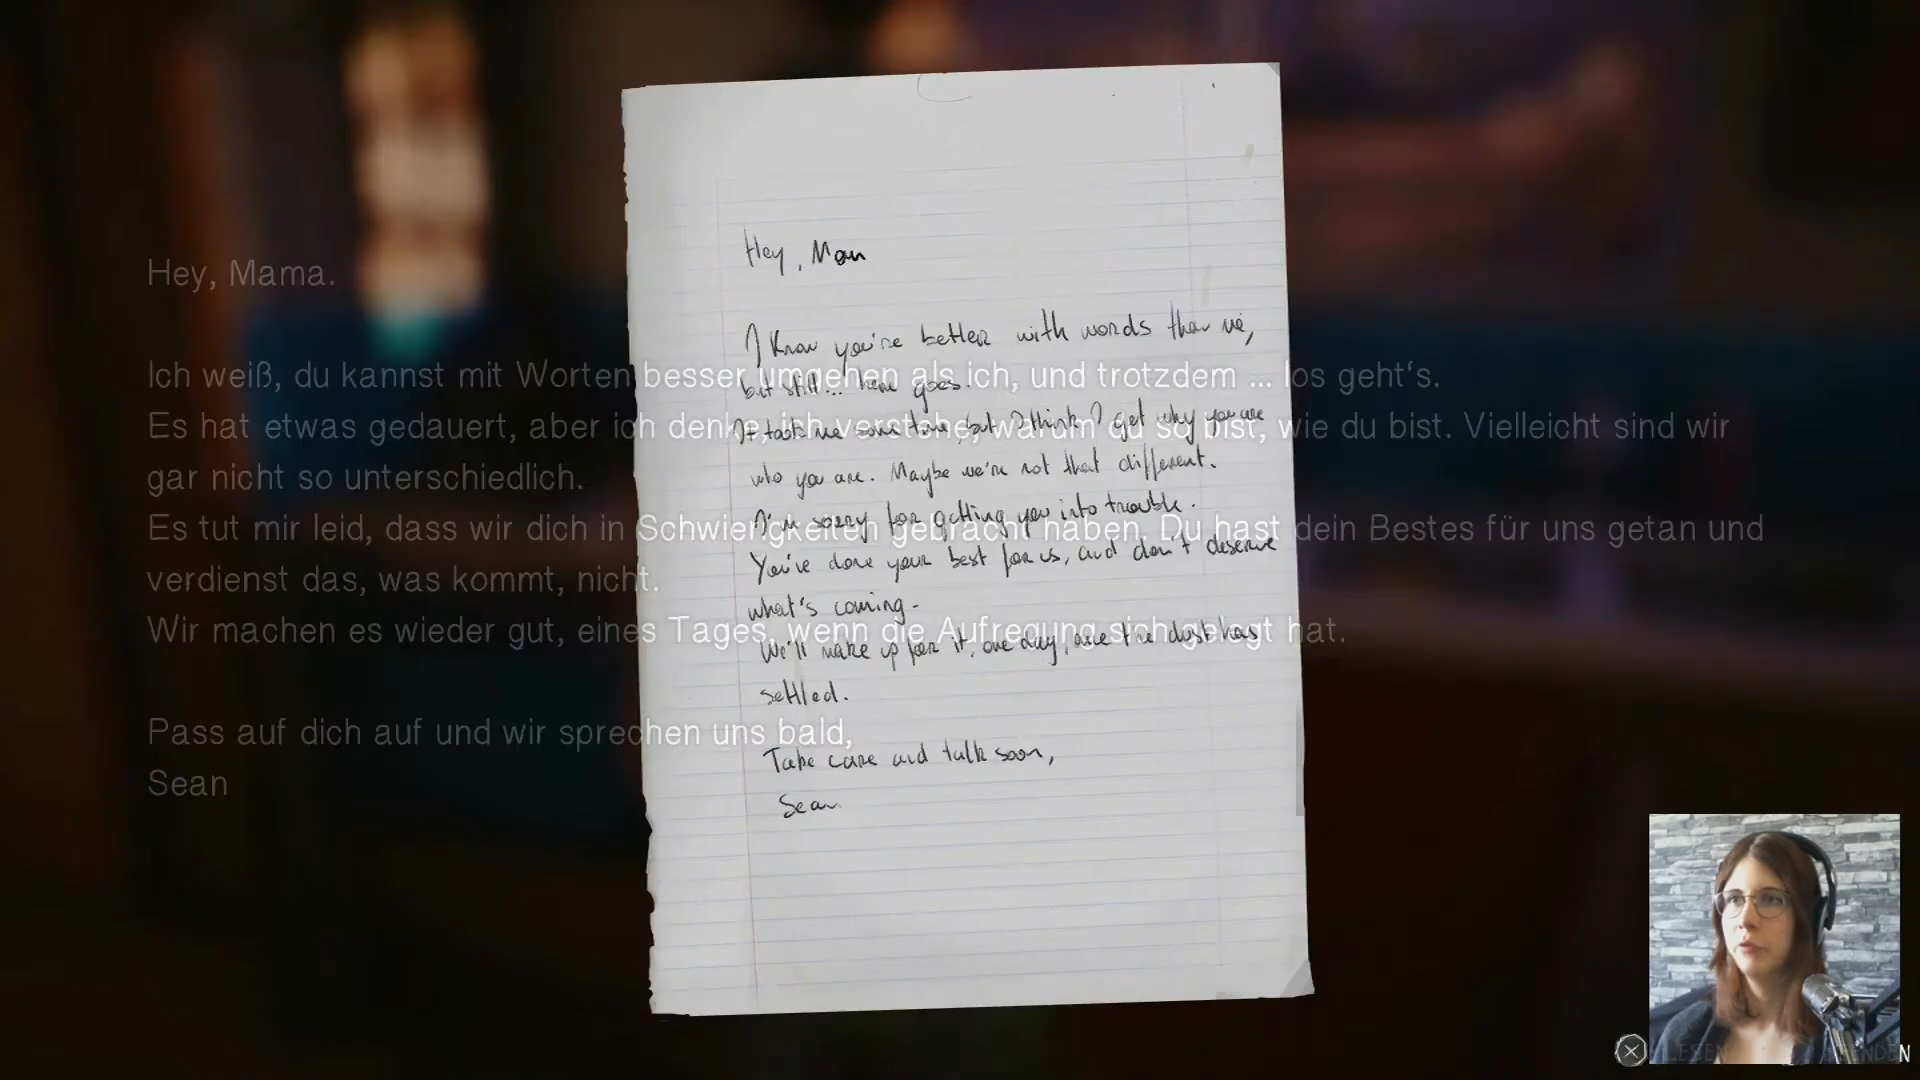 Hey, Mom
I know you're better with words than me,
but still... here goes.
It took me some time, but I think I get why you are
who you are. Maybe we're not that different.
I'm sorry for getting you into trouble.
You've done your best for us, and don't deserve
what's coming.
We'll make up for it, one day, once the dust has
settled.
Take care and talk soon,
Sean
Hey, Mama.
Ich weiß, du kannst mit Worten besser umgehen als ich, und trotzdem ... los geht's.
Es hat etwas gedauert, aber ich denke, ich verstehe, warum du so bist, wie du bist. Vielleicht sind wir
gar nicht so unterschiedlich.
Es tut mir leid, dass wir dich in Schwierigkeiten gebracht haben. Du hast dein Bestes für uns getan und
verdienst das, was kommt, nicht.
Wir machen es wieder gut, eines Tages, wenn die Aufregung sich gelegt hat.
Pass auf dich auf und wir sprechen uns bald,
Sean
LESEN